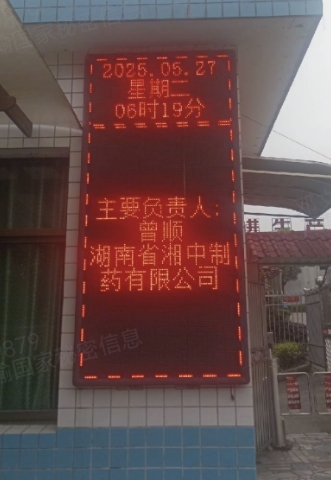 2025.05.27
星期二
06时19分
主要负责人:
曾顺
湖南省湘中制
药有限公司